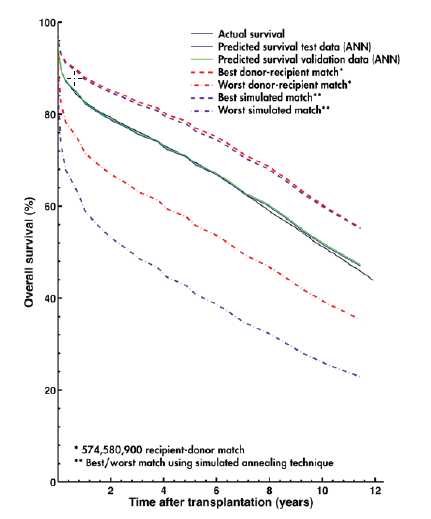 100
80
60
40
20
0
Overall survival (%)
Actual survival
Predicted survival test data (ANN)
Predicted survival validation data (ANN)
Best donor-recipient match*
Worst donor-recipient match*
Best simulated match**
Worst simulated match**
* 574,580,900 recipient-donor match
** Best/worst match using simulated annealing technique
2 4 6 8 10 12
Time after transplantation (years)